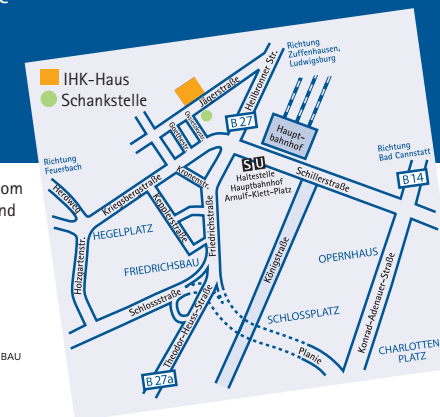 IHK-Haus
Schankstelle
Richtung
Zuffenhausen,
Ludwigsburg
Jägerstraße
Heilbronner Str.
Goethestr.
B 27
Haupt-
bahnhof
Richtung
Feuerbach
Kronenstr.
S U
Haltestelle
Hauptbahnhof
Arnulf-Klett-Platz
Schillerstraße
Richtung
Bad Cannstatt
B 14
om
nd
Herdweg
Kriegsbergstraße
Kepplerstraße
Friedrichstraße
HEGELPLATZ
Holzgartenstr.
FRIEDRICHSBAU
Königstraße
OPERNHAUS
Schlossstraße
Theodor-Heuss-Straße
SCHLOSSPLATZ
Konrad-Adenauer-Straße
Planie
CHARLOTTEN
PLATZ
BAU
B 27a